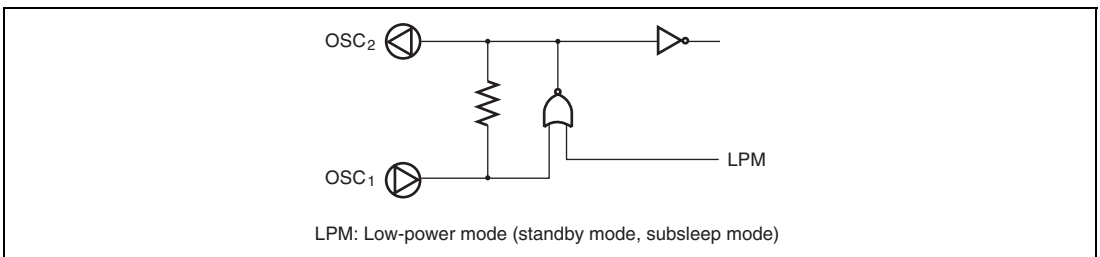 OSC2
LPM
OSC1
LPM: Low-power mode (standby mode, subsleep mode)